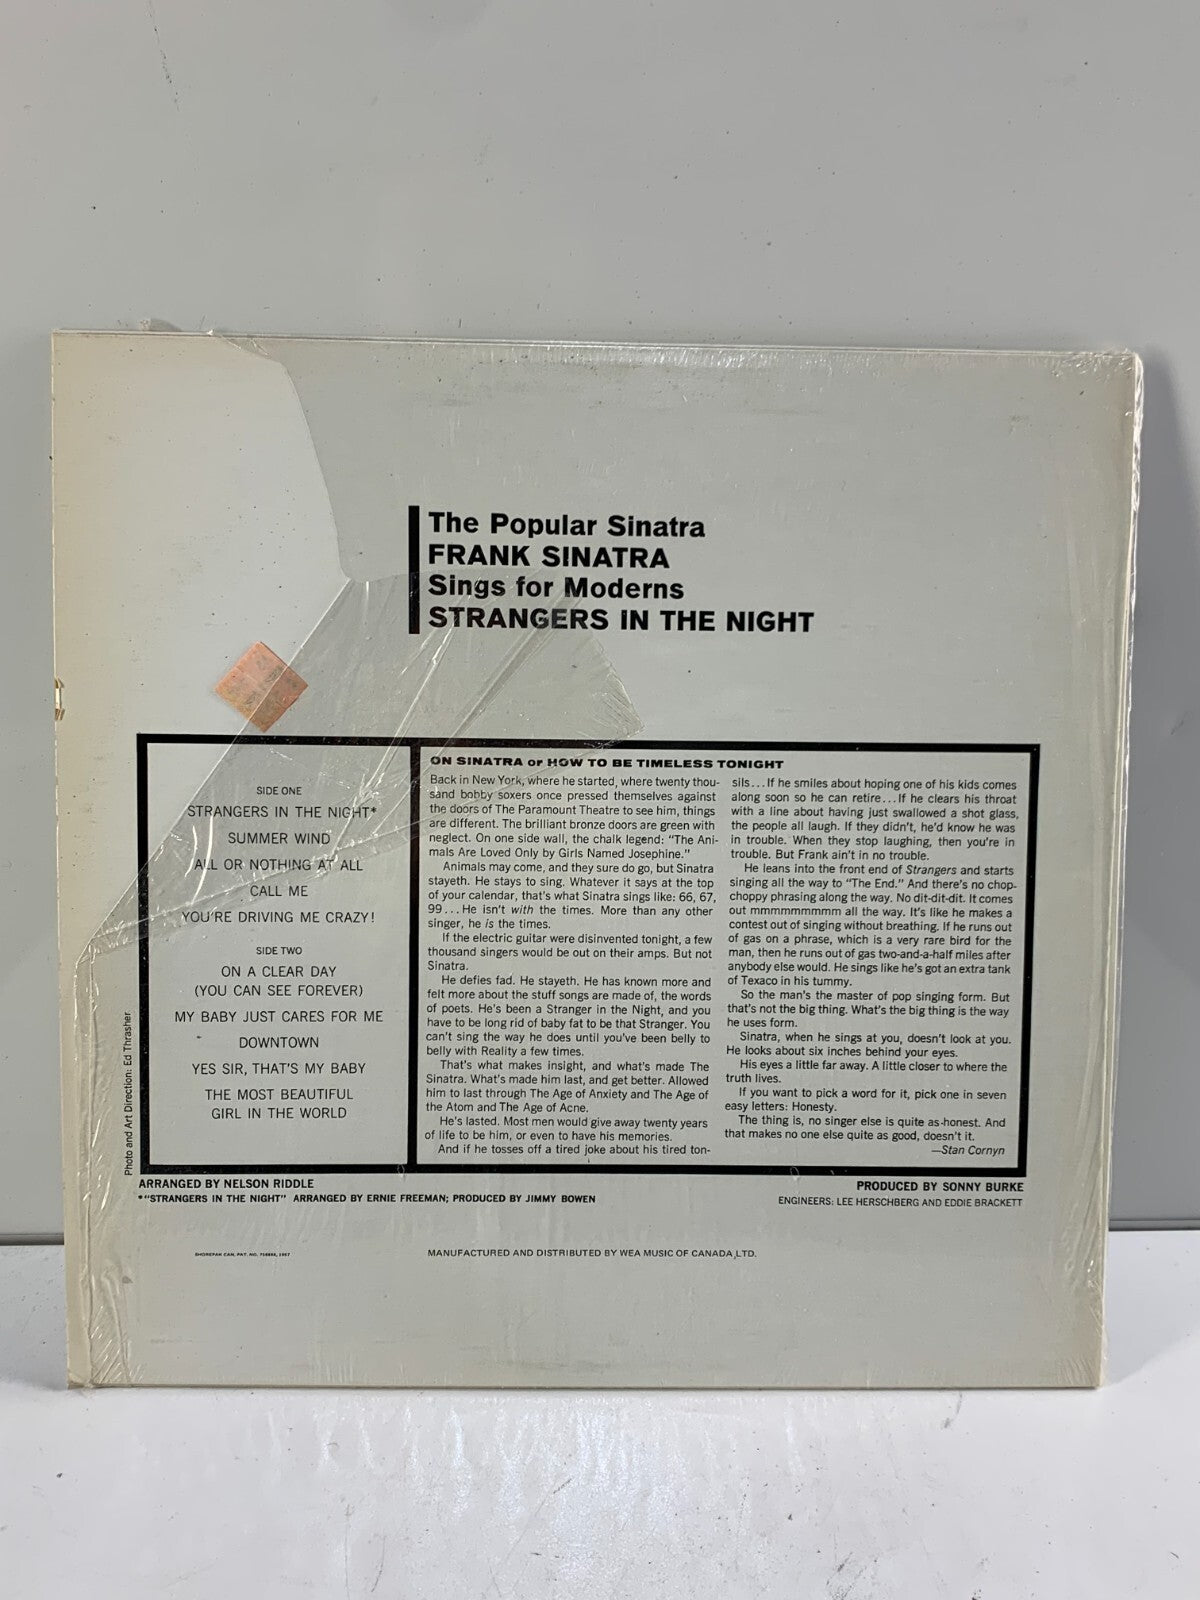 The Popular Sinatra
FRANK SINATRA
Sings for Moderns
STRANGERS IN THE NIGHT
SIDE ONE
STRANGERS IN THE NIGHT*
SUMMER WIND
ALL OR NOTHING AT ALL
CALL ME
YOU'RE DRIVING ME CRAZY!
SIDE TWO
ON A CLEAR DAY
(YOU CAN SEE FOREVER)
MY BABY JUST CARES FOR ME
DOWNTOWN
YES SIR, THAT'S MY BABY
THE MOST BEAUTIFUL
GIRL IN THE WORLD
ON SINATRA or HOW TO BE TIMELESS TONIGHT
Back in New York, where he started, where twenty thou-
sand bobby soxers once pressed themselves against
the doors of The Paramount Theatre to see him, things
are different. The brilliant bronze doors are green with
neglect. On one side wall, the chalk legend: "The Ani-
mals Are Loved Only by Girls Named Josephine."
Animals may come, and they sure do go, but Sinatra
stayeth. He stays to sing. Whatever it says at the top
of your calendar, that's what Sinatra sings like: 66, 67,
99...He isn't with the times. More than any other
singer, he is the times.
If the electric guitar were disinvented tonight, a few
thousand singers would be out on their amps. But not
Sinatra.
He defies fad. He stayeth. He has known more and
felt more about the stuff songs are made of, the words
of poets. He's been a Stranger in the Night, and you
have to be long rid of baby fat to be that Stranger. You
can't sing the way he does until you've been belly to
belly with Reality a few times.
That's what makes insight, and what's made The
Sinatra. What's made him last, and get better. Allowed
him to last through The Age of Anxiety and The Age of
the Atom and The Age of Acne.
He's lasted. Most men would give away twenty years
of life to be him, or even to have his memories.
And if he tosses off a tired joke about his tired ton-
sils...If he smiles about hoping one of his kids comes
along soon so he can retire...If he clears his throat
with a line about having just swallowed a shot glass,
the people all laugh. If they didn't, he'd know he was
in trouble. When they stop laughing, then you're in
trouble. But Frank ain't in no trouble.
He leans into the front end of Strangers and starts
singing all the way to "The End." And there's no chop-
choppy phrasing along the way. No dit-dit-dit. It comes
out mmmmmmmmm all the way. It's like he makes a
contest out of singing without breathing. If he runs out
of gas on a phrase, which is a very rare bird for the
man, then he runs out of gas two-and-a-half miles after
anybody else would. He sings like he's got an extra tank
of Texaco in his tummy.
So the man's the master of pop singing form. But
that's not the big thing. What's the big thing is the way
he uses form.
Sinatra, when he sings at you, doesn't look at you.
He looks about six inches behind your eyes.
His eyes a little far away. A little closer to where the
truth lives.
If you want to pick a word for it, pick one in seven
easy letters: Honesty.
The thing is, no singer else is quite as honest. And
that makes no one else quite as good, doesn't it.
—Stan Cornyn
Photo and Art Direction: Ed Thrasher
ARRANGED BY NELSON RIDDLE
*"STRANGERS IN THE NIGHT" ARRANGED BY ERNIE FREEMAN; PRODUCED BY JIMMY BOWEN
PRODUCED BY SONNY BURKE
ENGINEERS: LEE HERSCHBERG AND EDDIE BRACKETT
SHOREPAK CAN. PAT. NO. 1957
MANUFACTURED AND DISTRIBUTED BY WEA MUSIC OF CANADA, LTD.